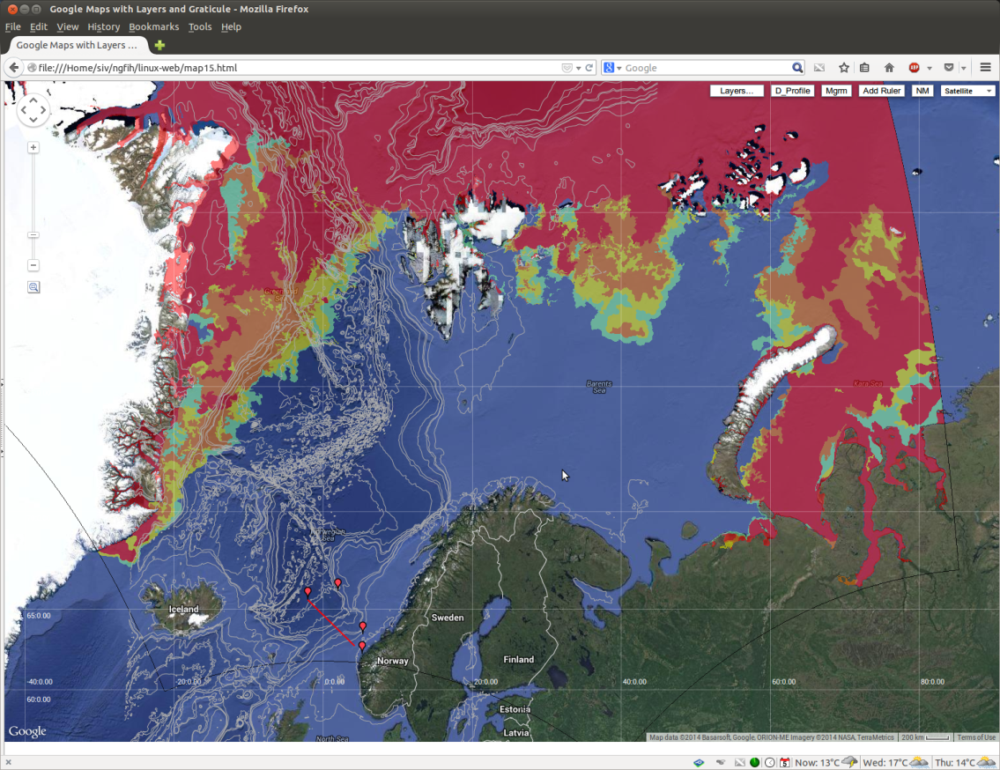 Google Maps with Layers and Graticule - Mozilla Firefox
File Edit View History Bookmarks Tools Help
Google Maps with Layers ...
file:///Home/siv/ngfih/linux-web/map15.html
Google
Layers... D_Profile Mgrm Add Ruler NM Satellite
Barents
Sea
Kara Sea
Norwegian
Sea
Iceland
65:0.00
Sweden
Norway
Finland
-40:0.00 -20:0.00 0:0.00 20:0.00 40:0.00 60:0.00 80:0.00
60:0.00
Estonia
Latvia
North Sea
Google
Map data ©2014 Basarsoft, Google, ORION-ME Imagery ©2014 NASA, TerraMetrics 200 km Terms of Use
5 Now: 13°C Wed: 17°C Thu: 14°C